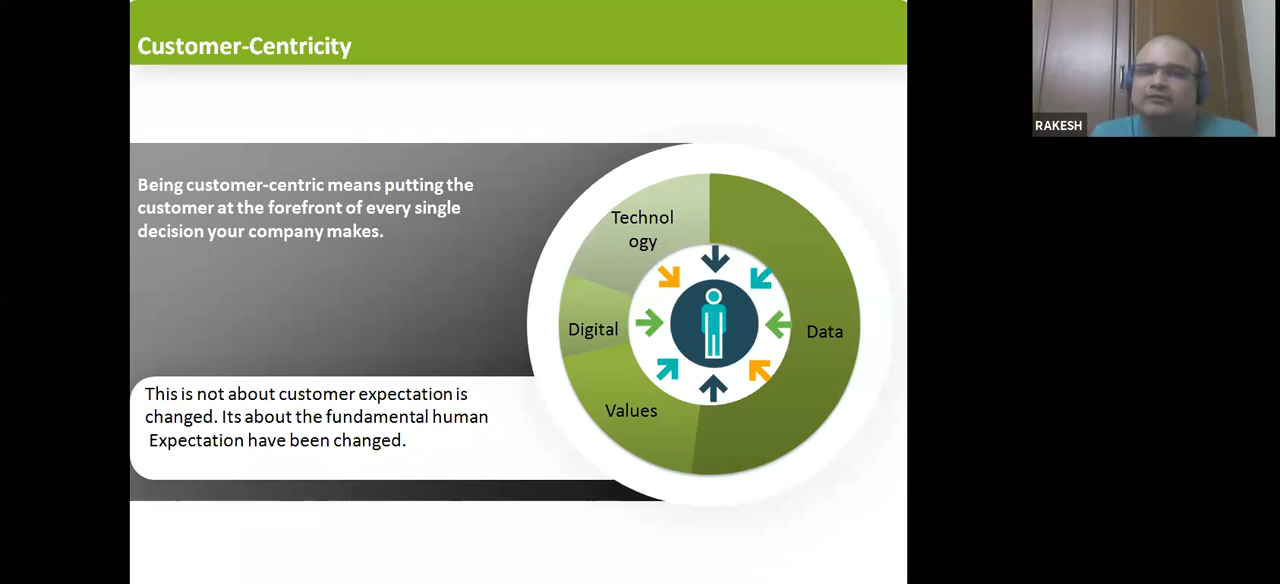 Customer-Centricity
RAKESH
Being customer-centric means putting the
customer at the forefront of every single
decision your company makes.
Technol
ogy
Digital
Data
Values
This is not about customer expectation is
changed. Its about the fundamental human
Expectation have been changed.